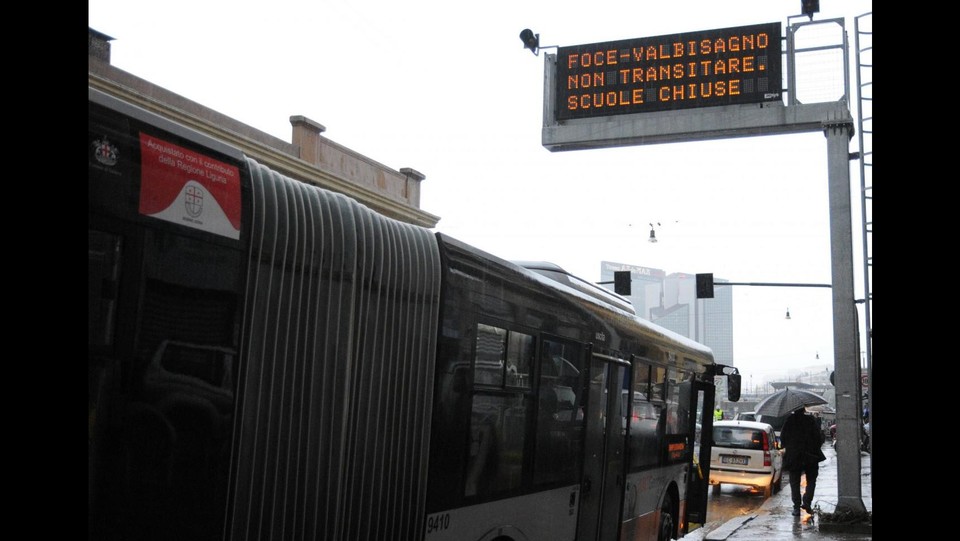 FOCE-VALBISAGNO
NON TRANSITARE.
SCUOLE CHIUSE
Acquistato con il contributo
della Regione Liguria
9410